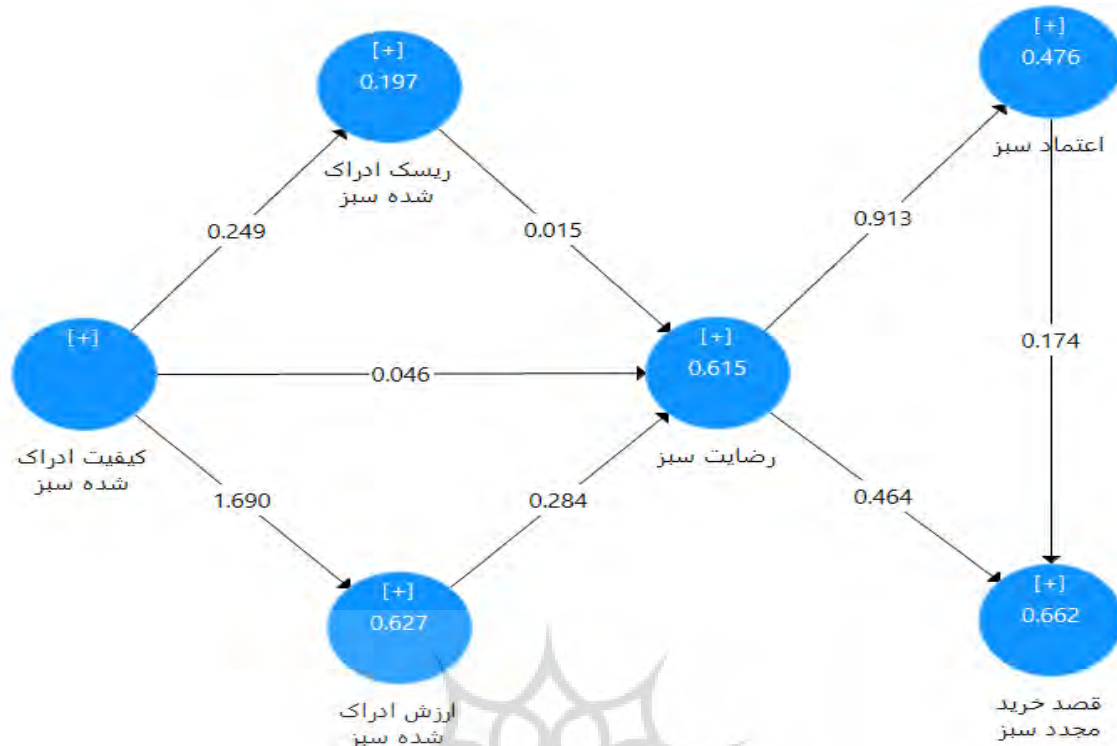 [+]
0.197
ریسک ادراک
شده سبز
[+]
0.476
اعتماد سبز
0.249
0.015
0.913
0.174
[+]
کیفیت ادراک
شده سبز
0.046
[+]
0.615
رضایت سبز
1.690
0.284
0.464
[+]
0.627
ارزش ادراک
شده سبز
[+]
0.662
قصد خرید
مجدد سبز